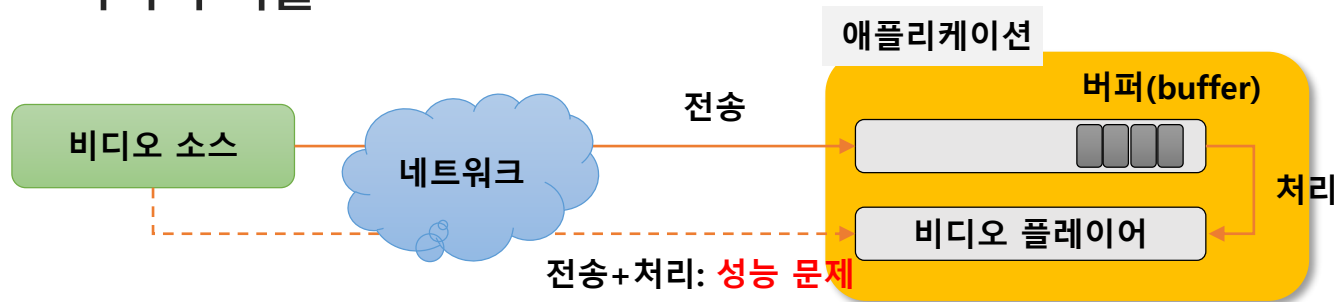 애플리케이션
버퍼(buffer)
전송
비디오 소스
네트워크
처리
비디오 플레이어
전송+처리: 성능 문제